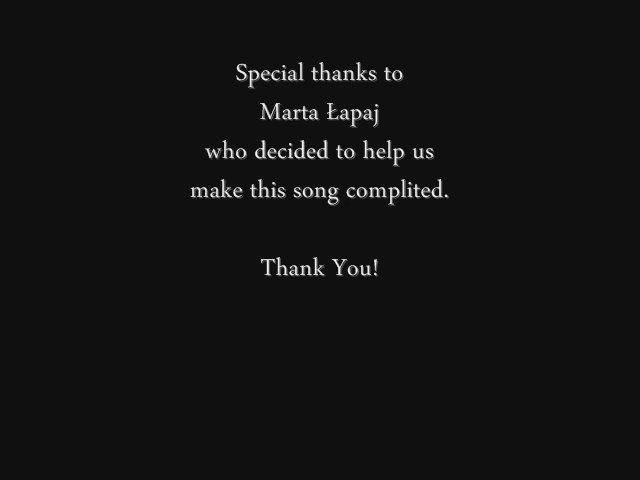 Special thanks to
Marta Łapaj
who decided to help us
make this song complited.
Thank You!